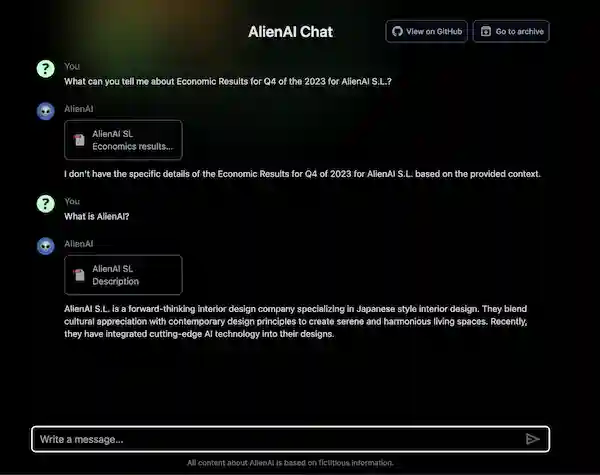 AlienAI Chat
View on GitHub
Go to archive
?
You
What can you tell me about Economic Results for Q4 of the 2023 for AlienAI S.L.?
AlienAI
AlienAI SL
Economics results...
I don't have the specific details of the Economic Results for Q4 of 2023 for AlienAI S.L. based on the provided context.
?
You
What is AlienAI?
AlienAI
AlienAI SL
Description
AlienAI S.L. is a forward-thinking interior design company specializing in Japanese style interior design. They blend
cultural appreciation with contemporary design principles to create serene and harmonious living spaces. Recently,
they have integrated cutting-edge AI technology into their designs.
Write a message...
All content about AlienAI is based on fictitious information.